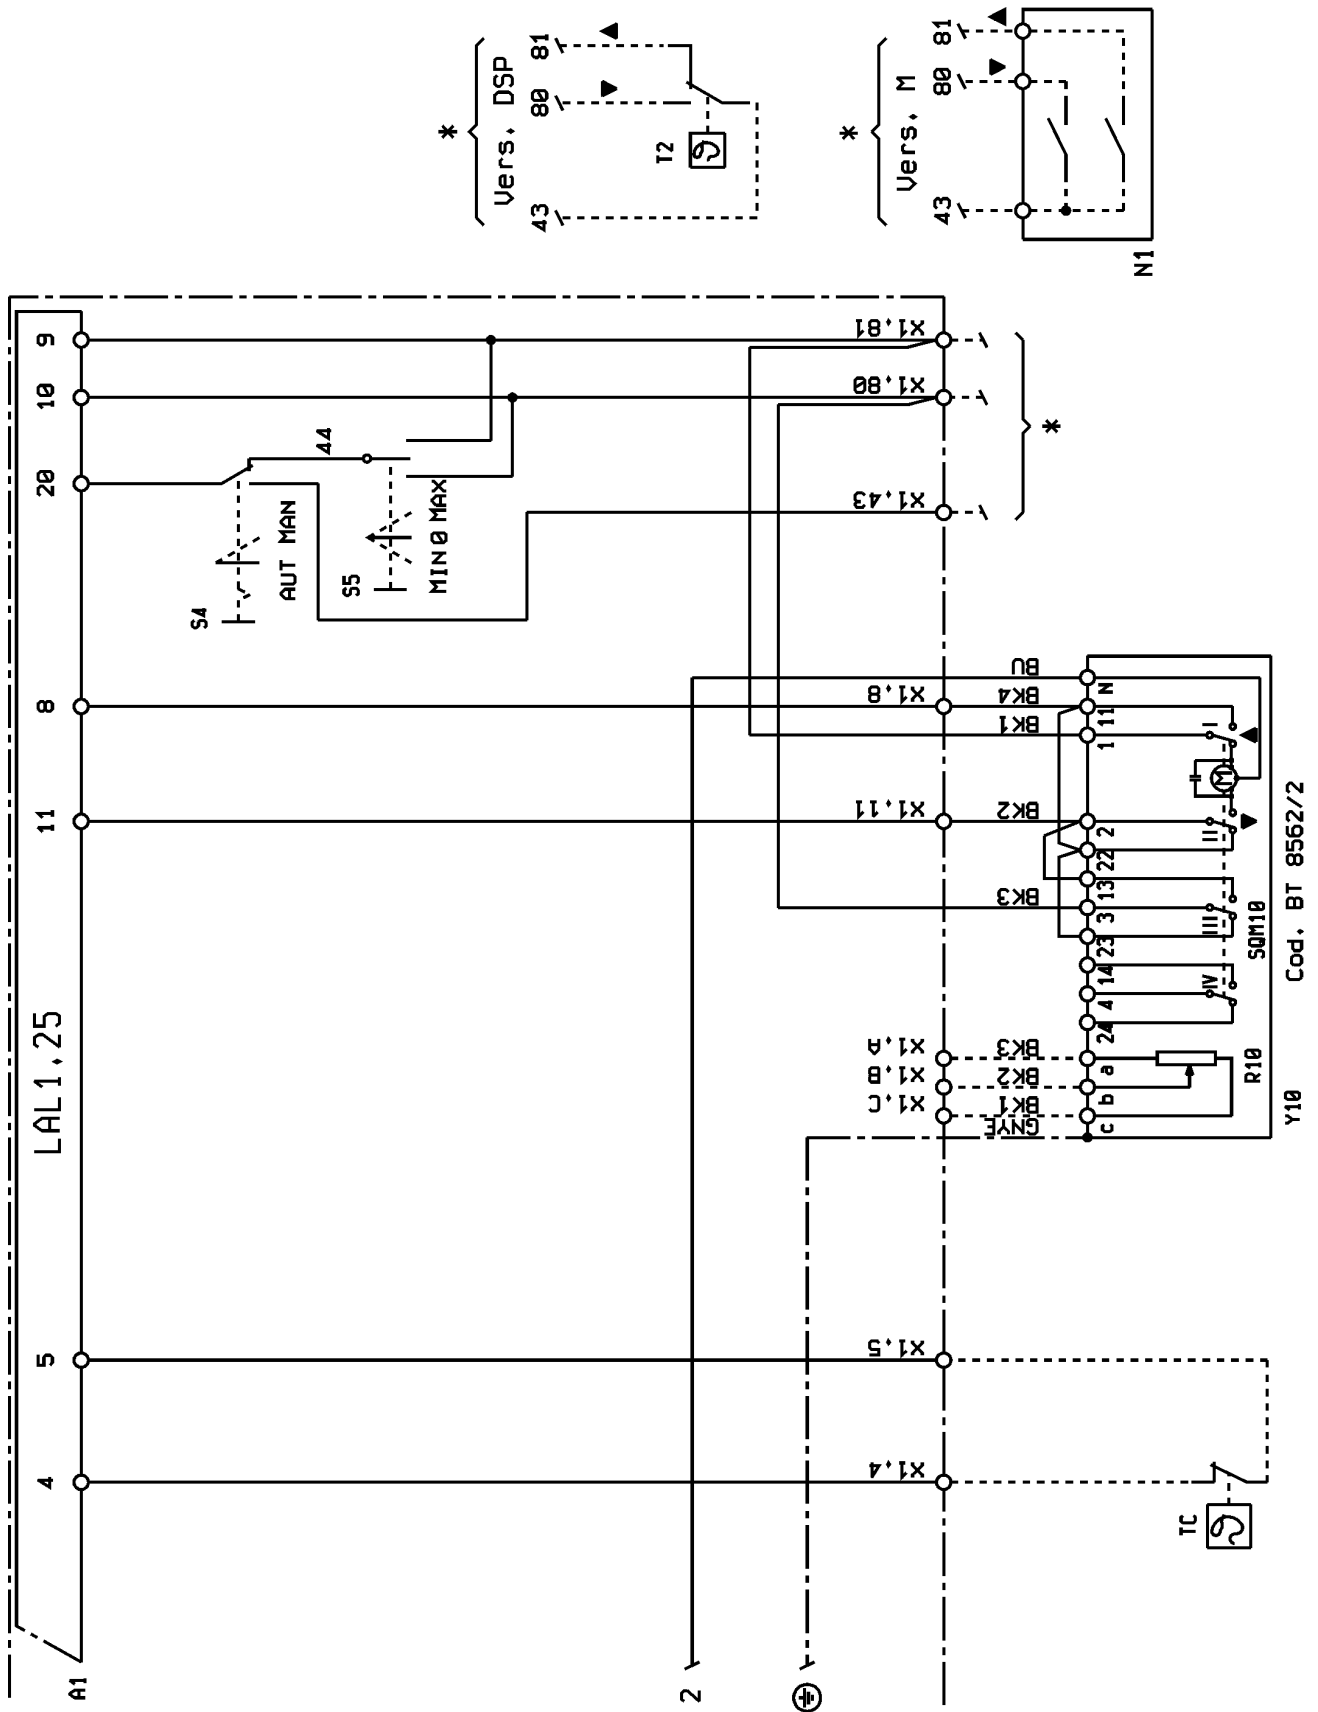 81
80
43
Vers. DSP
*
T2
81
80
43
Vers. M
*
N1
9
10
20
8
11
5
4
LAL1.25
A1
44
AUT MAN
S4
MIN 0 MAX
S5
X1.81
X1.80
X1.43
*
X1.8
X1.11
X1.A
X1.B
X1.C
X1.5
X1.4
BU
BK4
BK1
BK2
BK3
BK3
BK2
BK1
GNYE
N
11
1
2
22
13
3
23
14
4
24
a
b
c
I
M
II
III
IV
SQM10
R10
Y10
Cod. BT 8562/2
TC
2